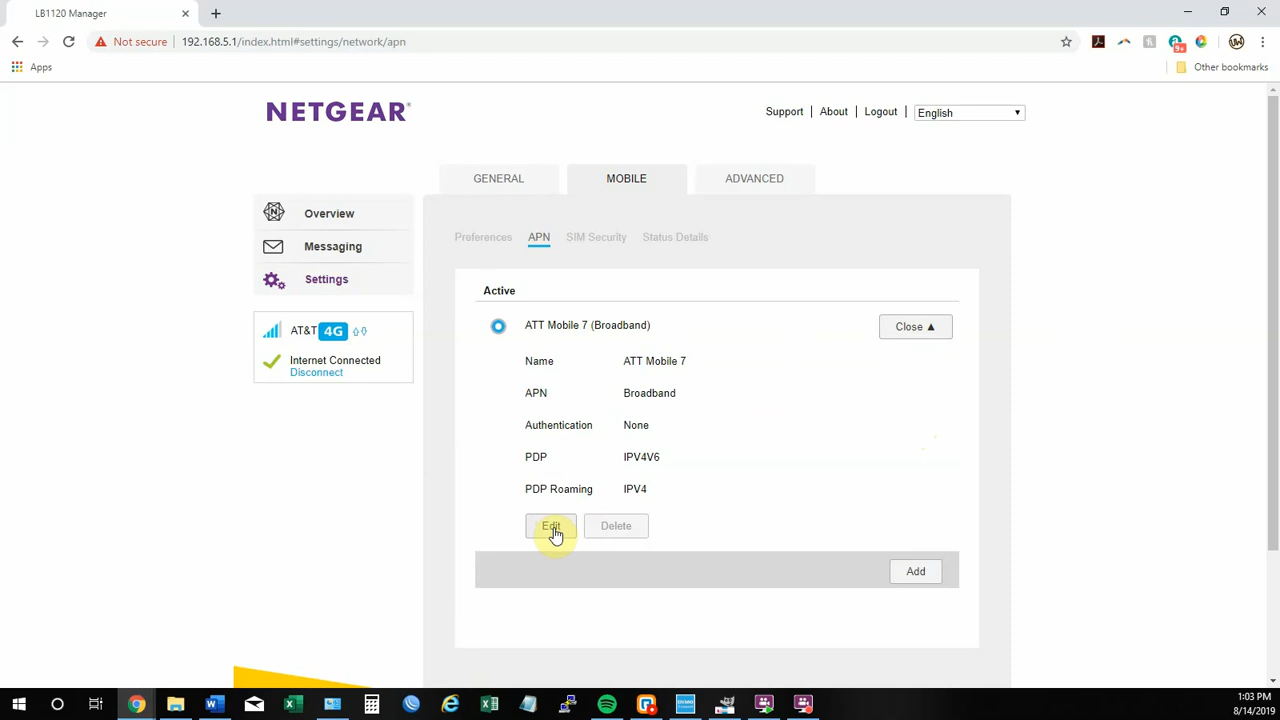 LB1120 Manager
Not secure
192.168.5.1/index.html#settings/network/apn
9+
UW
Apps
Other bookmarks
NETGEAR®
Support
About
Logout
English
GENERAL
MOBILE
ADVANCED
Overview
Messaging
Settings
AT&T 4G
Internet Connected
Disconnect
Preferences
APN
SIM Security
Status Details
Active
ATT Mobile 7 (Broadband)
Close ▲
Name ATT Mobile 7
APN Broadband
Authentication None
PDP IPV4V6
PDP Roaming IPV4
Edit
Delete
Add
1:03 PM
8/14/2019